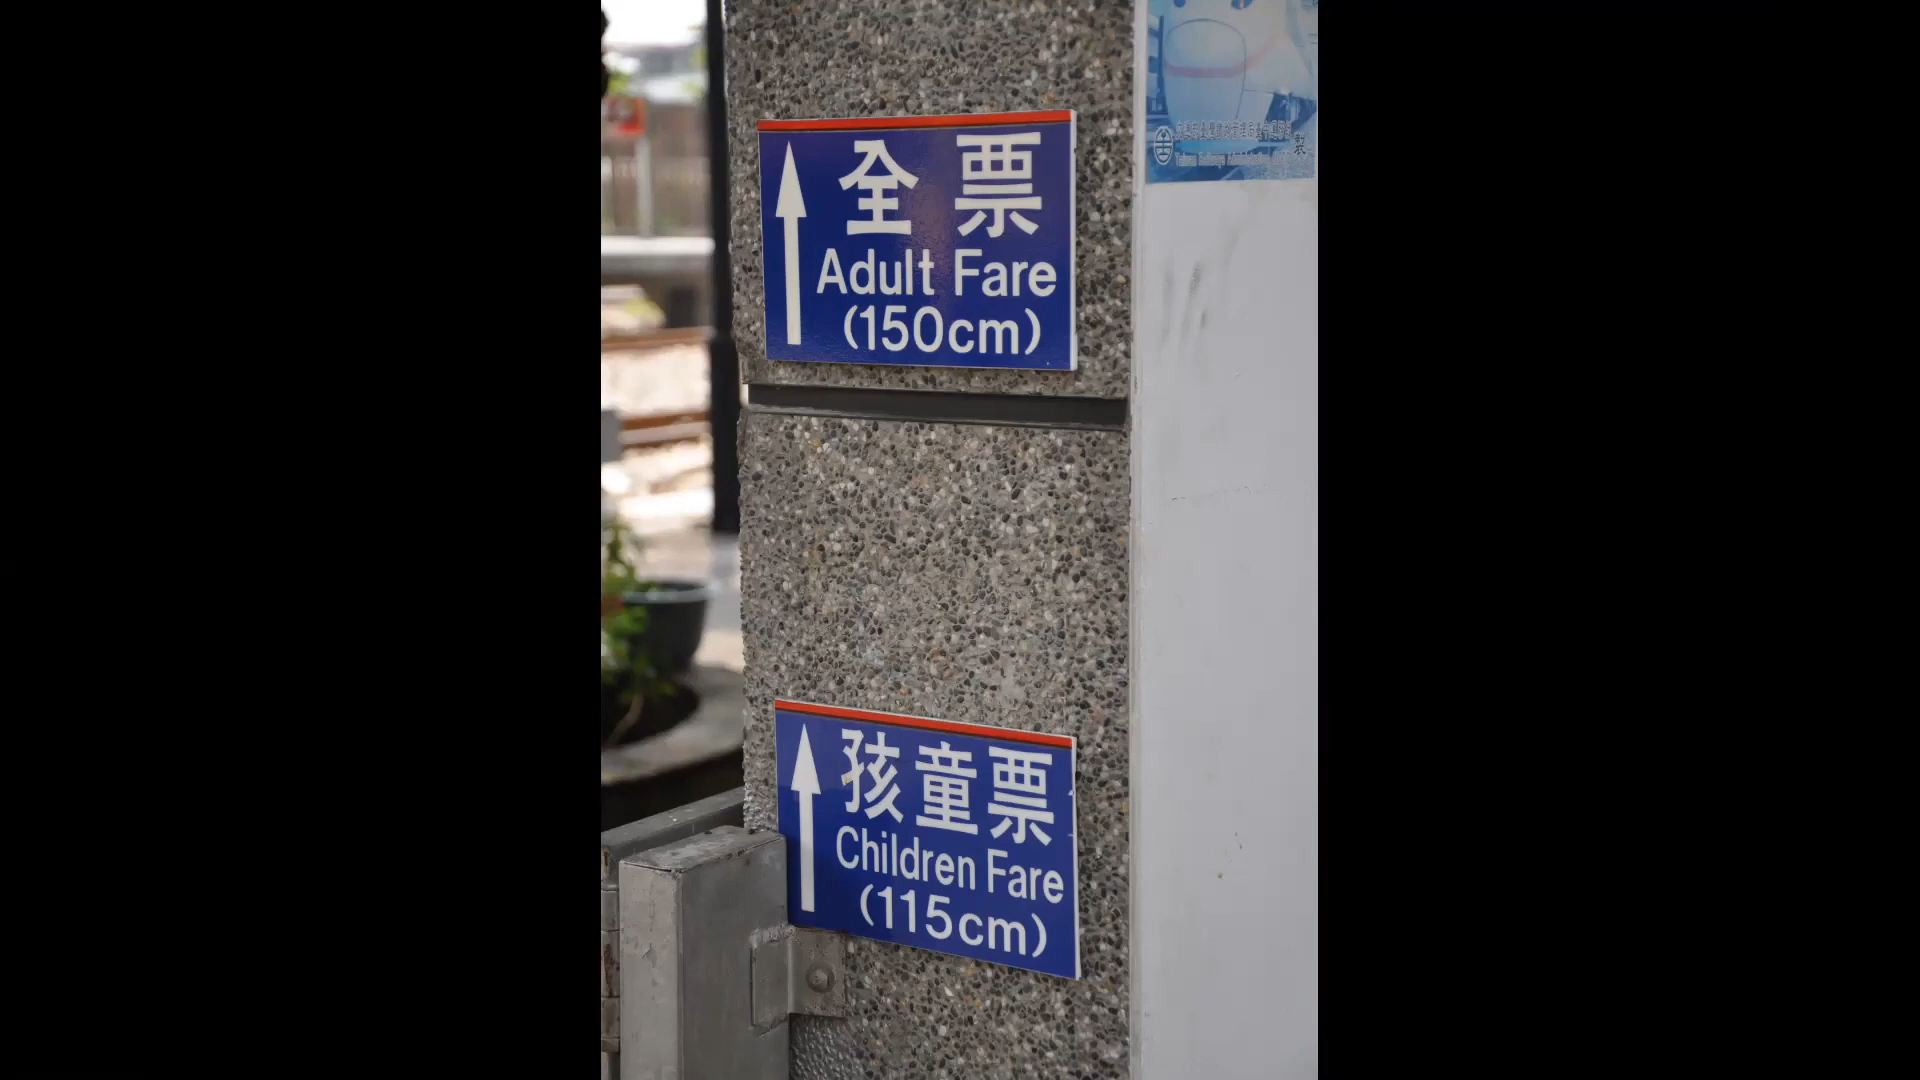 全票
Adult Fare
(150cm)
孩童票
Children Fare
(115cm)